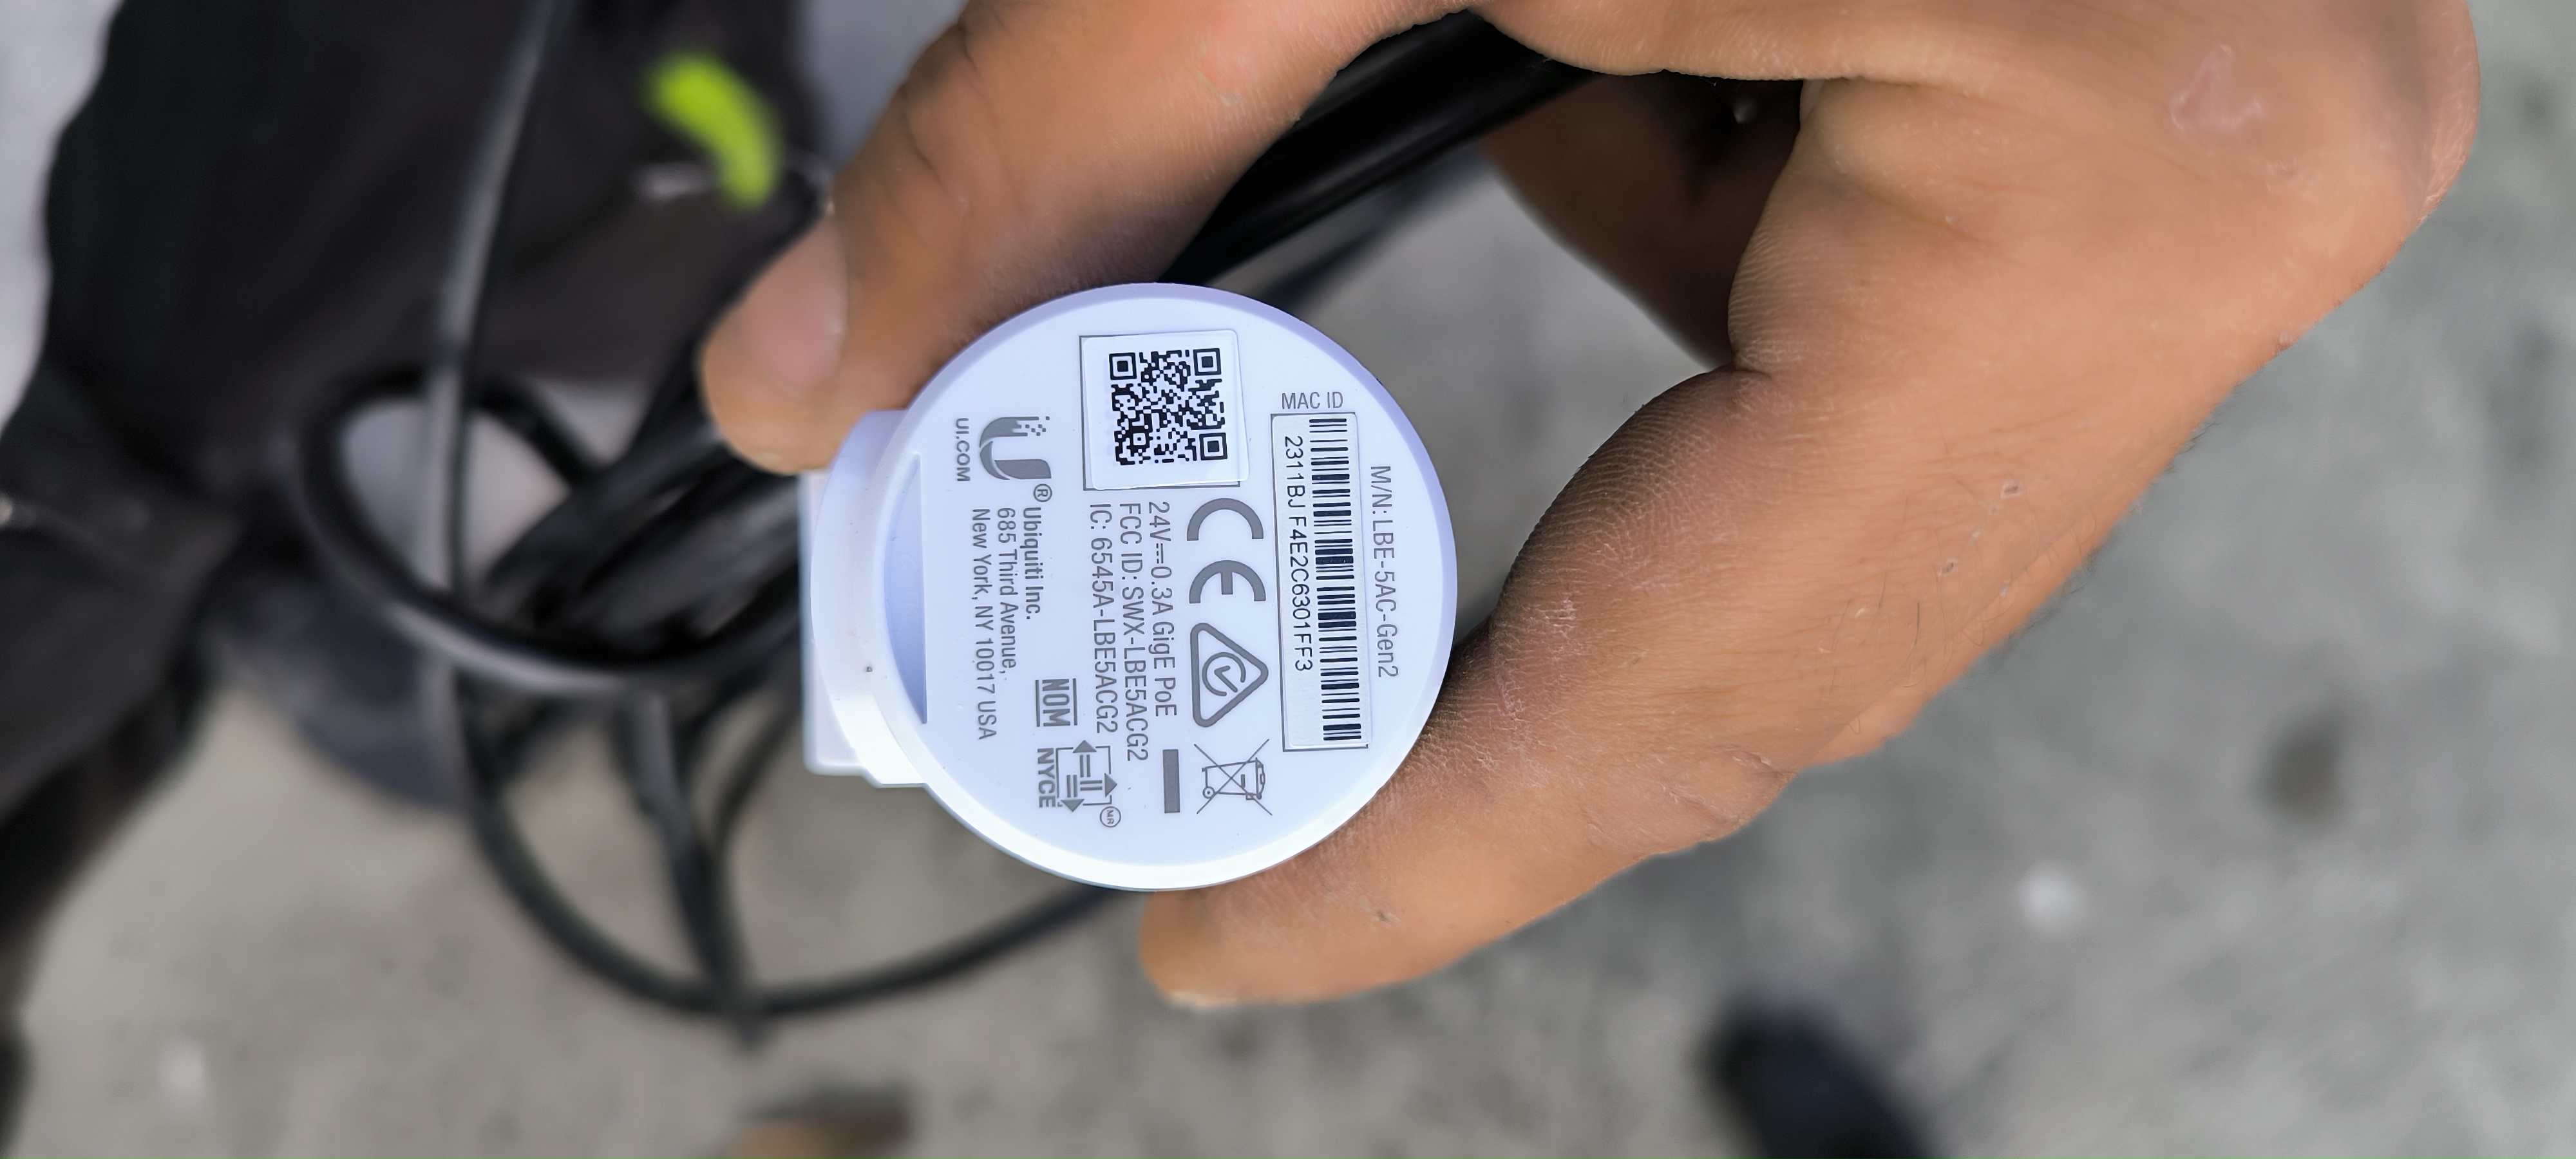 M/N: LBE-5AC-Gen2
MAC ID
2311BJ F4E2C6301FF3
CE
24V⎓0.3A GigE PoE
FCC ID: SWX-LBE5ACG2
IC: 6545A-LBE5ACG2
NOM
NYCE
MR
UI.COM
®
Ubiquiti Inc.
685 Third Avenue,
New York, NY 10017 USA